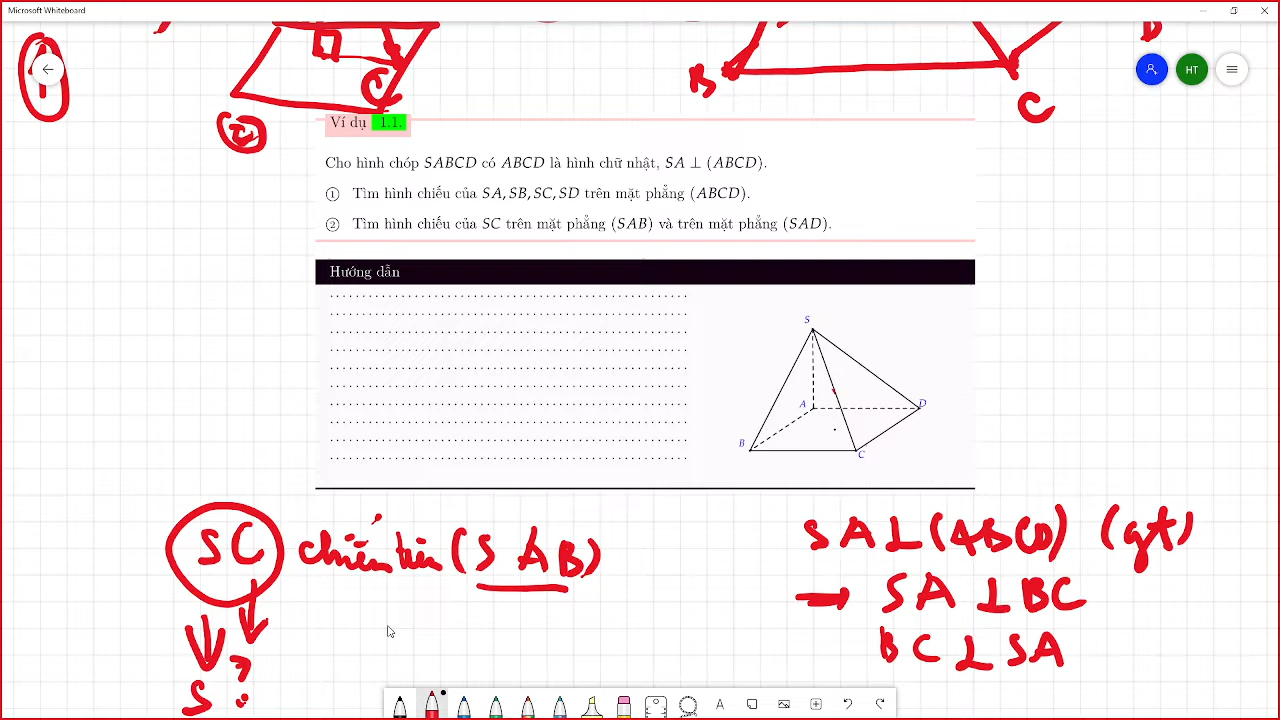 Microsoft Whiteboard
HT
B
C
C
D
Ví dụ 1.1.
Cho hình chóp SABCD có ABCD là hình chữ nhật, SA ⊥ (ABCD).
① Tìm hình chiếu của SA, SB, SC, SD trên mặt phẳng (ABCD).
② Tìm hình chiếu của SC trên mặt phẳng (SAB) và trên mặt phẳng (SAD).
Hướng dẫn
S
A
D
B
C
SC chiếu lên (SAB)
SA ⊥ (ABCD) (gt)
→ SA ⊥ BC
BC ⊥ SA
?
S
A